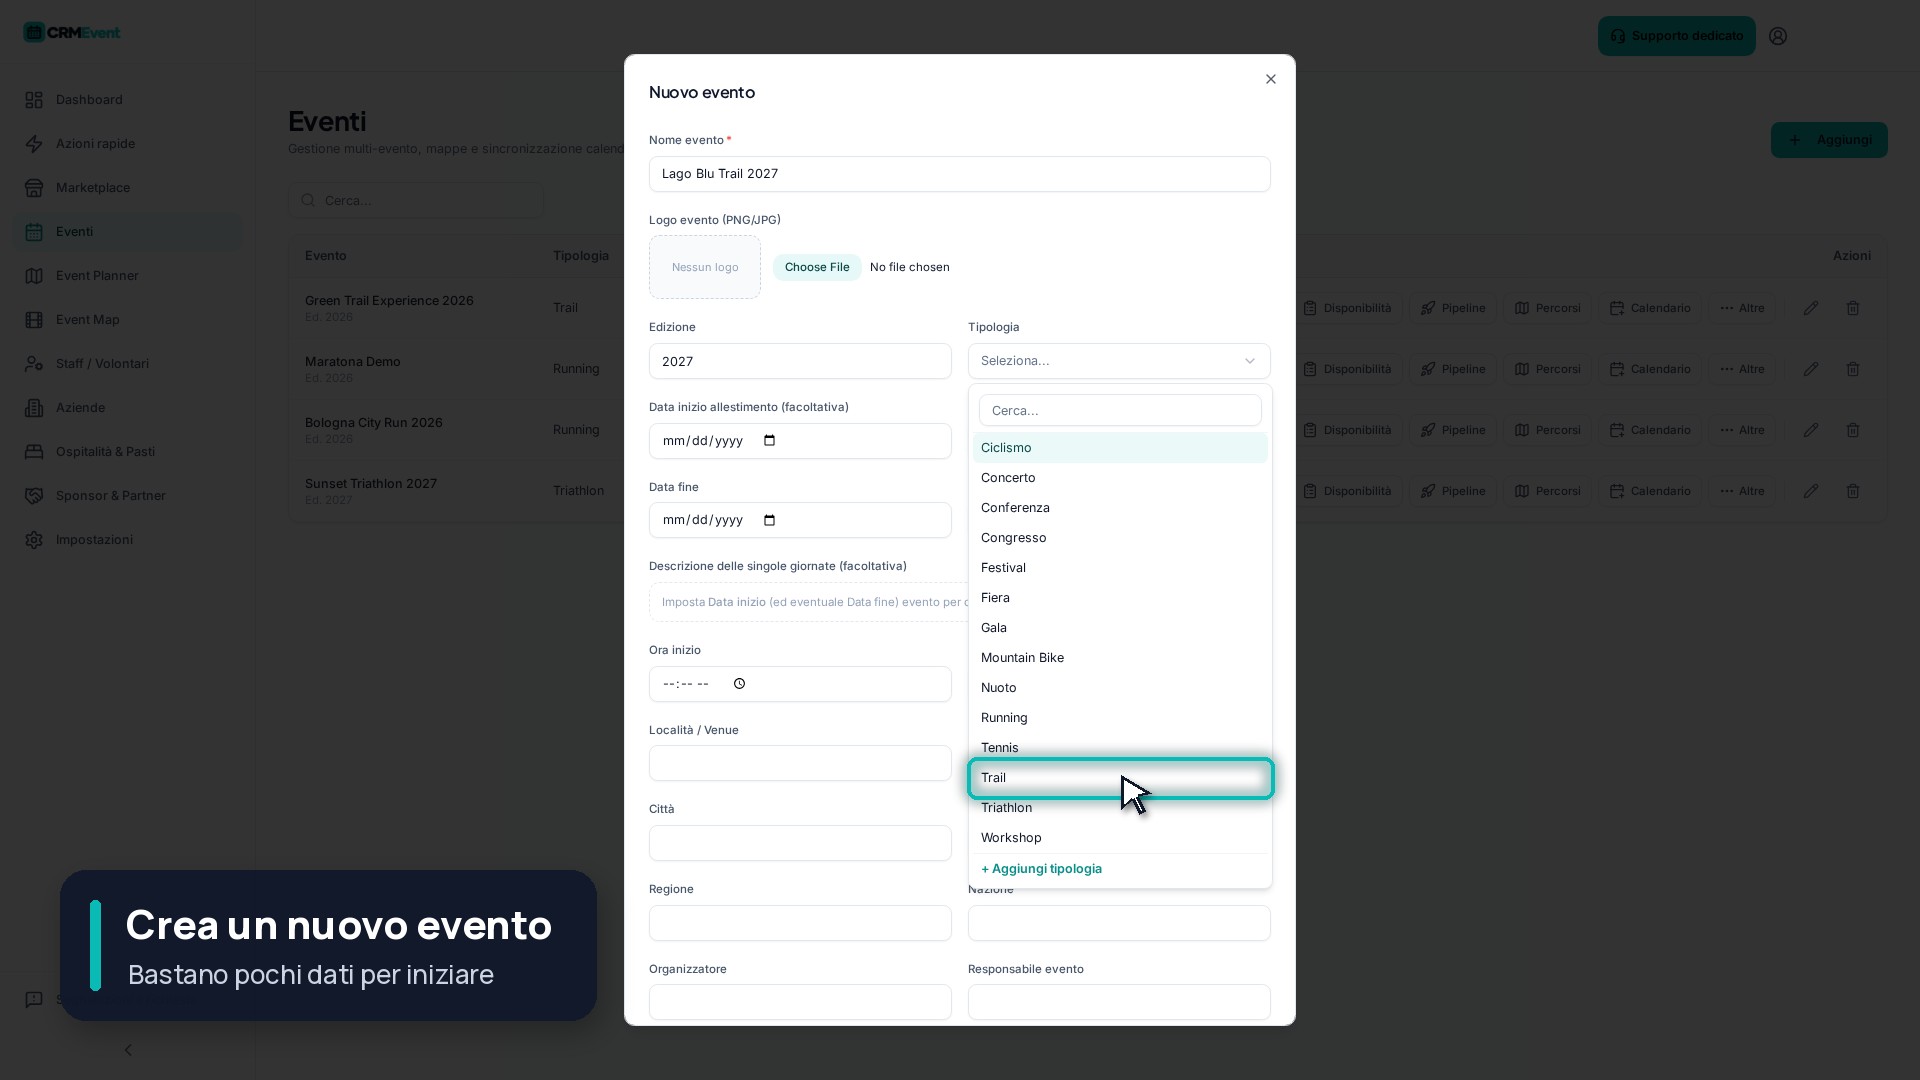 CRMEvent
Supporto dedicato
Dashboard
Azioni rapide
Marketplace
Eventi
Event Planner
Event Map
Staff / Volontari
Aziende
Ospitalità & Pasti
Sponsor & Partner
Impostazioni
Eventi
Gestione multi-evento, mappe e sincronizzazione calend
Aggiungi
Cerca...
Evento
Tipologia
Azioni
Green Trail Experience 2026
Ed. 2026
Trail
Disponibilità
Pipeline
Percorsi
Calendario
Altre
Maratona Demo
Ed. 2026
Running
Disponibilità
Pipeline
Percorsi
Calendario
Altre
Bologna City Run 2026
Ed. 2026
Running
Disponibilità
Pipeline
Percorsi
Calendario
Altre
Sunset Triathlon 2027
Ed. 2027
Triathlon
Disponibilità
Pipeline
Percorsi
Calendario
Altre
Nuovo evento
Nome evento *
Lago Blu Trail 2027
Logo evento (PNG/JPG)
Nessun logo
Choose File
No file chosen
Edizione
2027
Tipologia
Seleziona...
Cerca...
Ciclismo
Concerto
Conferenza
Congresso
Festival
Fiera
Gala
Mountain Bike
Nuoto
Running
Tennis
Trail
Triathlon
Workshop
+ Aggiungi tipologia
Data inizio allestimento (facoltativa)
mm/dd/yyyy
Data fine
mm/dd/yyyy
Descrizione delle singole giornate (facoltativa)
Imposta Data inizio (ed eventuale Data fine) evento per
Ora inizio
--:-- --
Località / Venue
Città
Regione
Nazione
Organizzatore
Responsabile evento
Crea un nuovo evento
Bastano pochi dati per iniziare